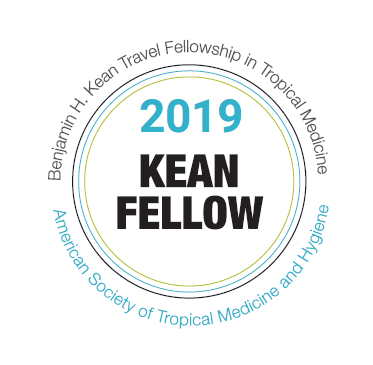 Benjamin H. Kean Travel Fellowship in Tropical Medicine
2019
KEAN
FELLOW
American Society of Tropical Medicine and Hygiene